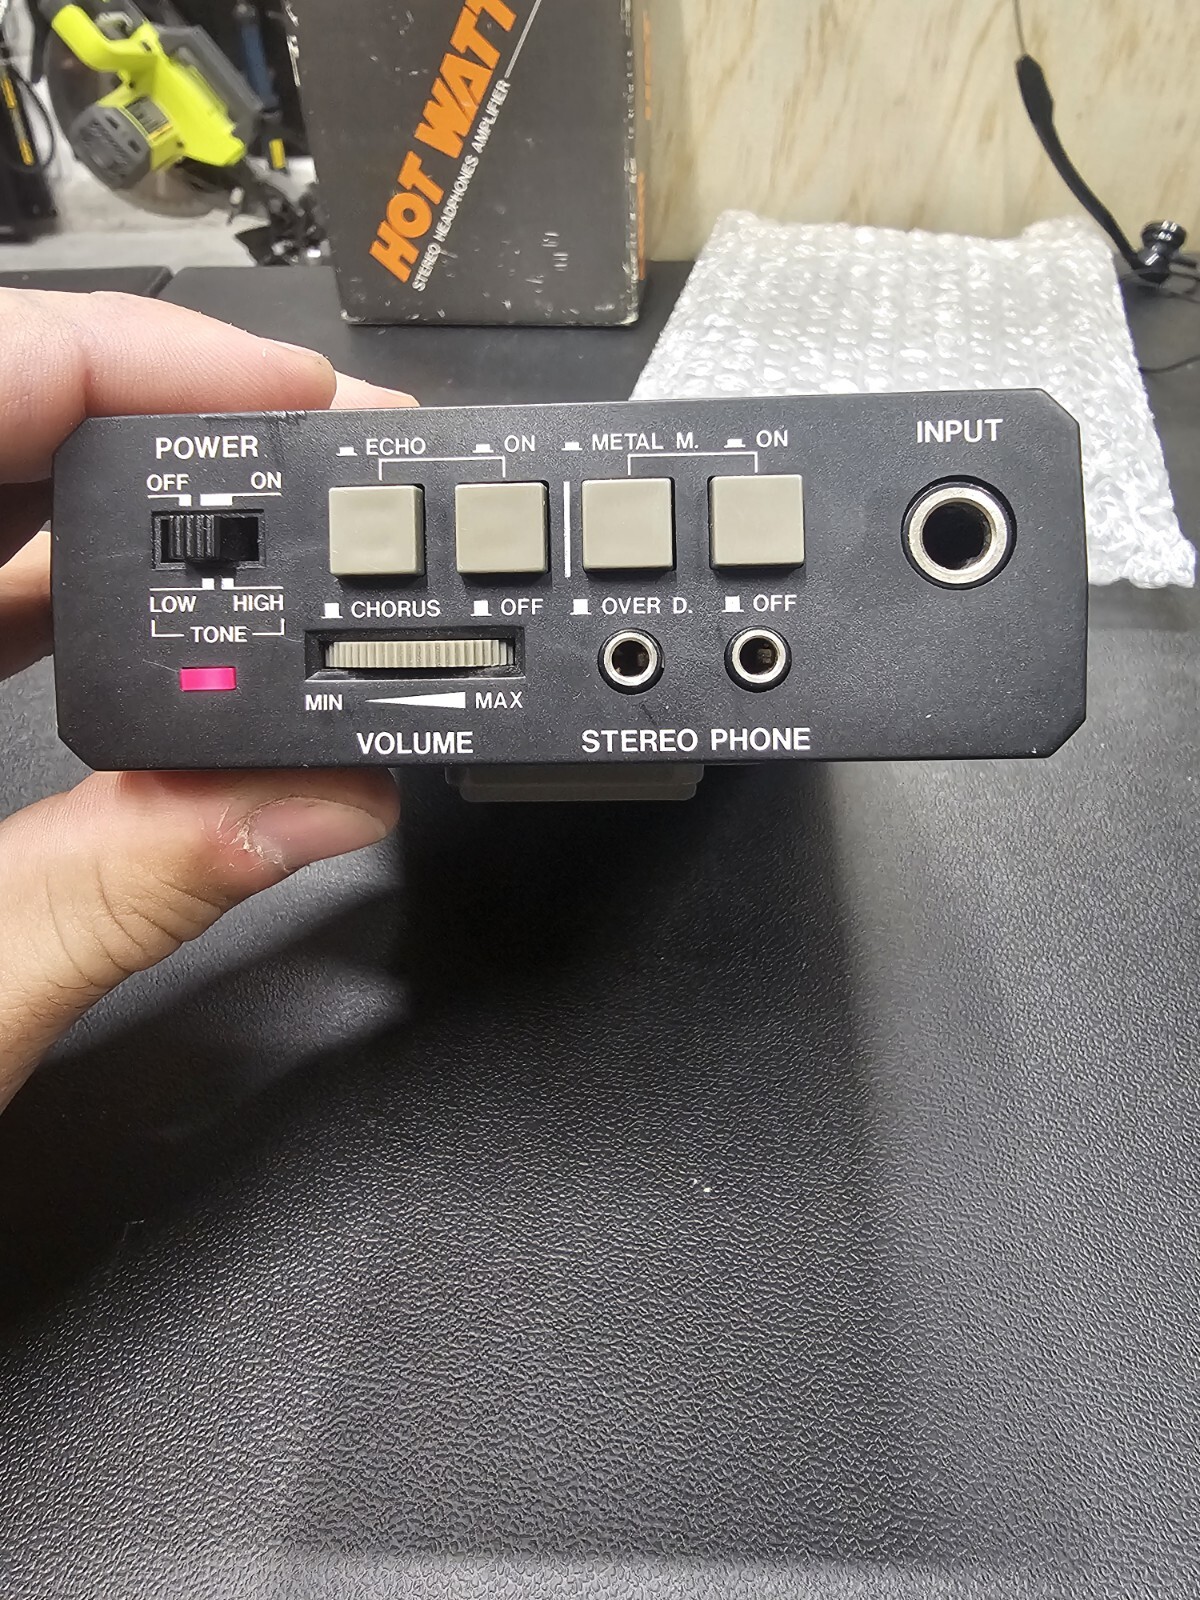 HOT WATT
STEREO HEADPHONES AMPLIFIER
POWER
OFF ON
LOW HIGH
TONE
ECHO ON
CHORUS OFF
METAL M. ON
OVER D. OFF
INPUT
MIN MAX
VOLUME
STEREO PHONE